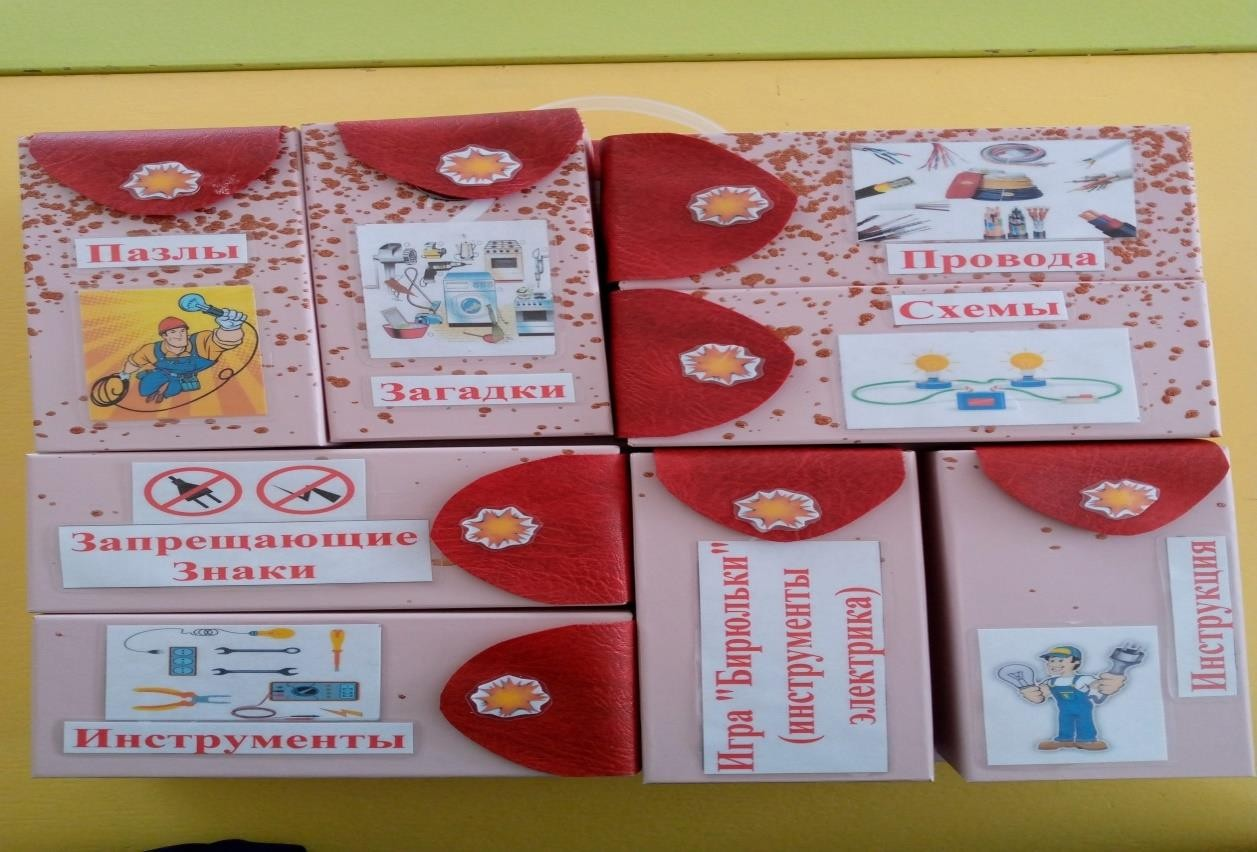 Пазлы
Загадки
Провода
Схемы
Запрещающие
Знаки
Инструменты
Игра "Бирюльки"
(инструменты
электрика)
Инструкция